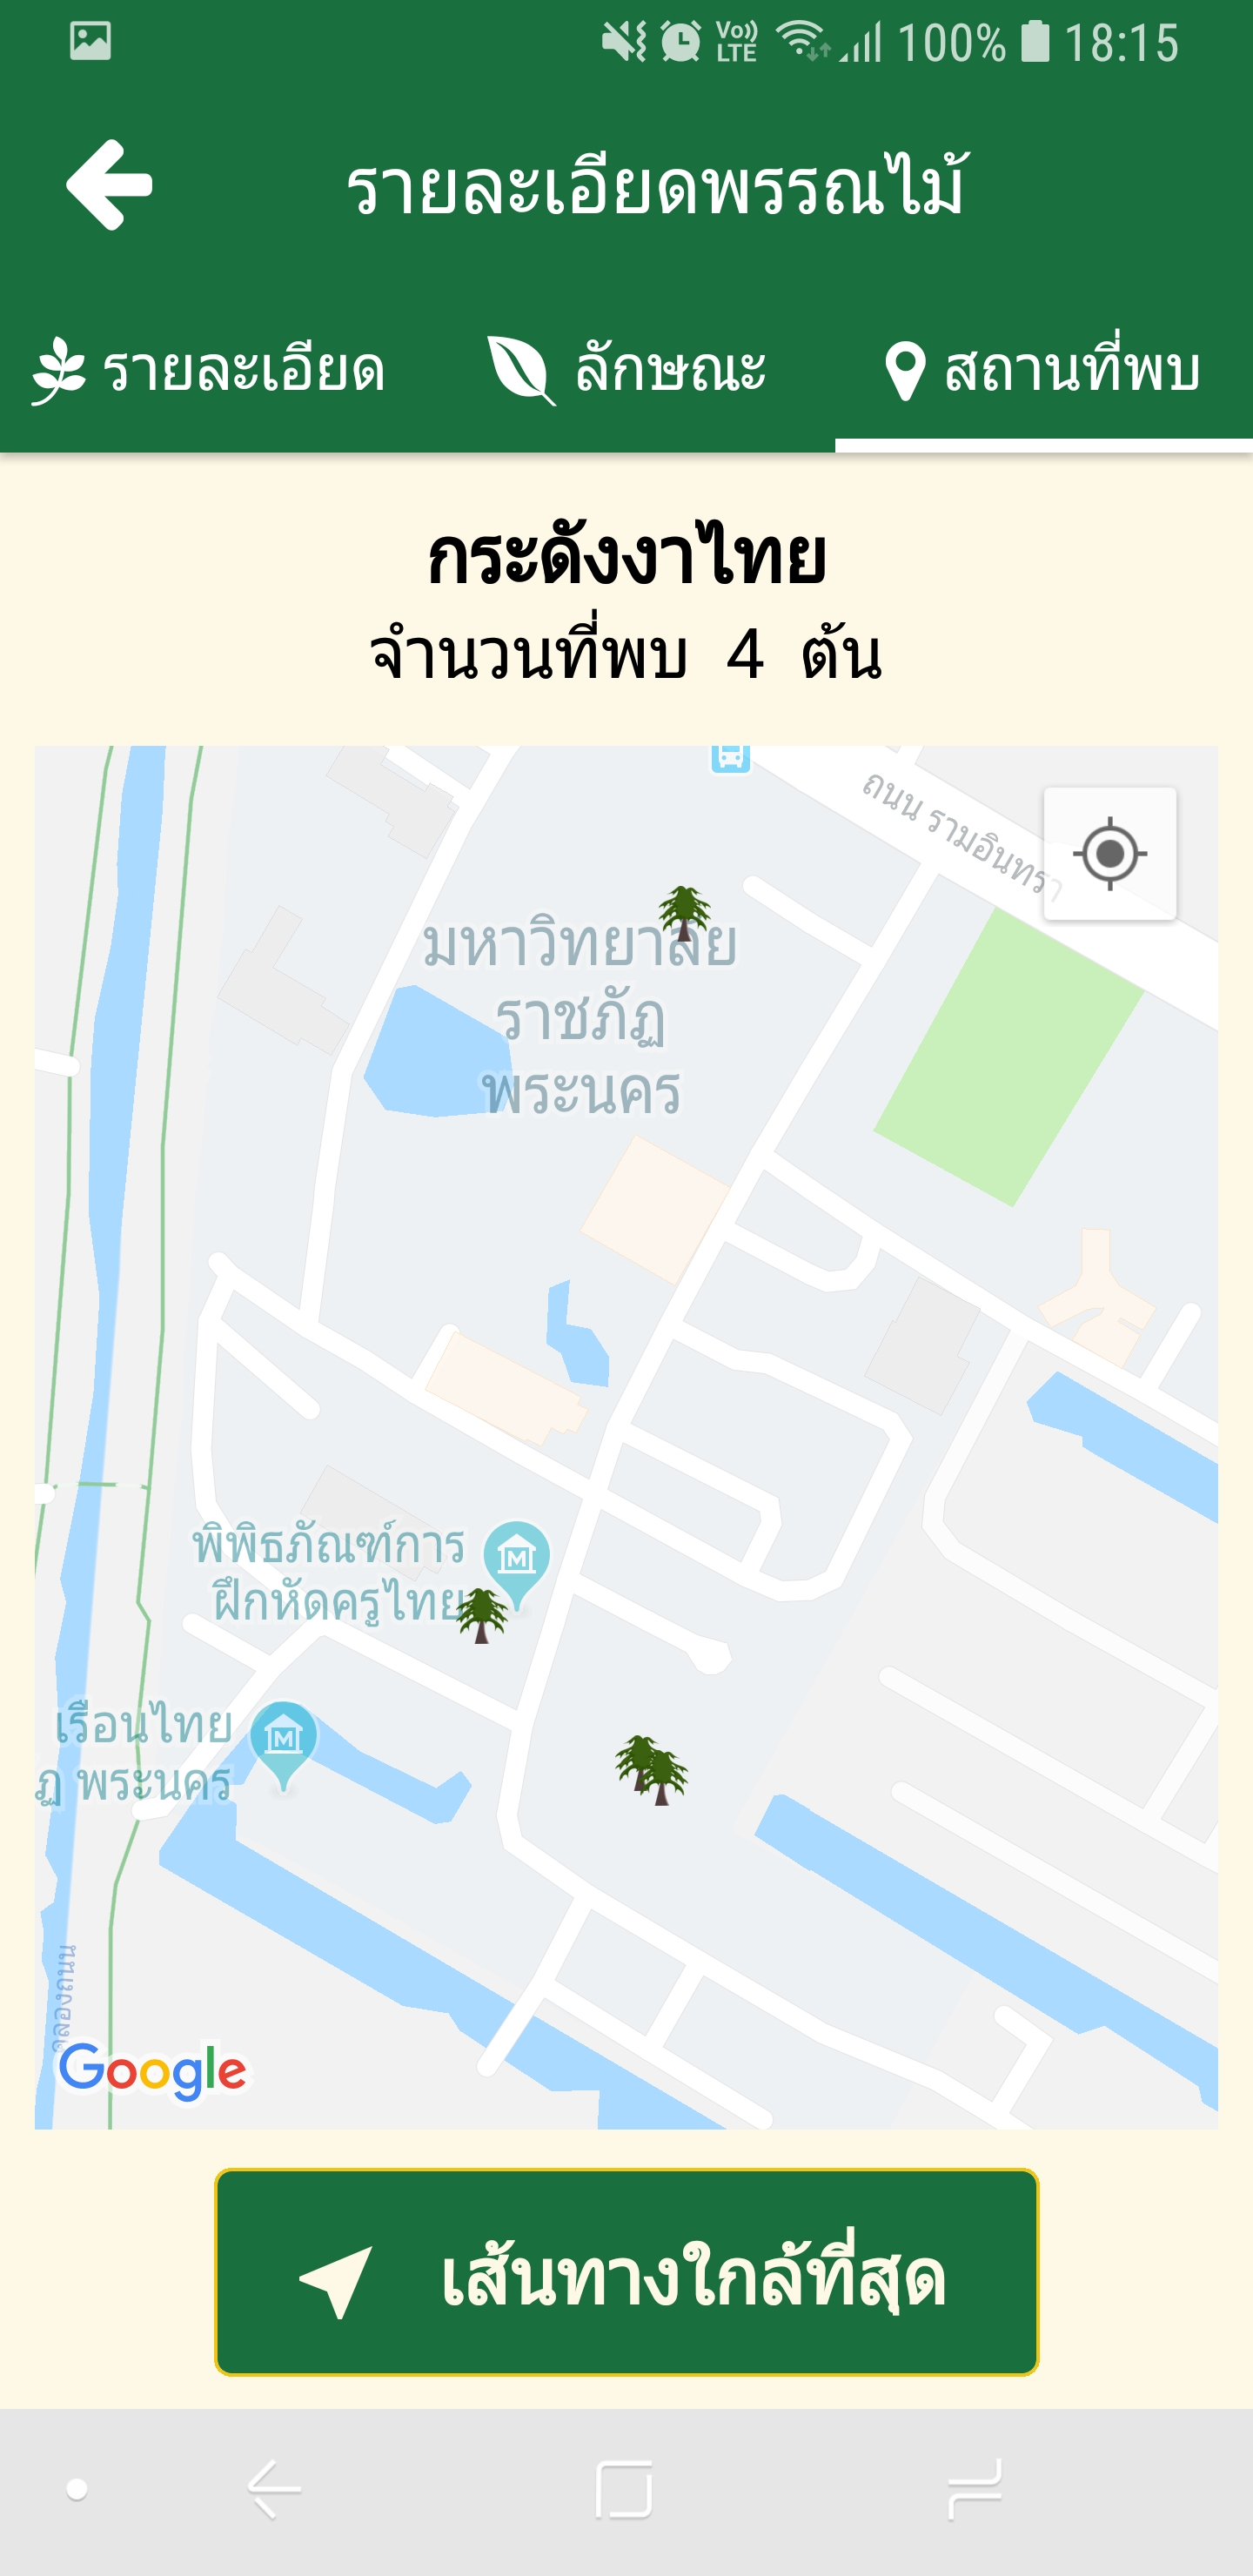 Vo)) LTE 100% 18:15
รายละเอียดพรรณไม้
รายละเอียด ลักษณะ สถานที่พบ
กระดังงาไทย
จำนวนที่พบ 4 ต้น
ถนน รามอินทรา
มหาวิทยาลัย
ราชภัฏ
พระนคร
พิพิธภัณฑ์การ
ฝึกหัดครูไทย
เรือนไทย
ฏ พระนคร
คลองถนน
Google
เส้นทางใกล้ที่สุด